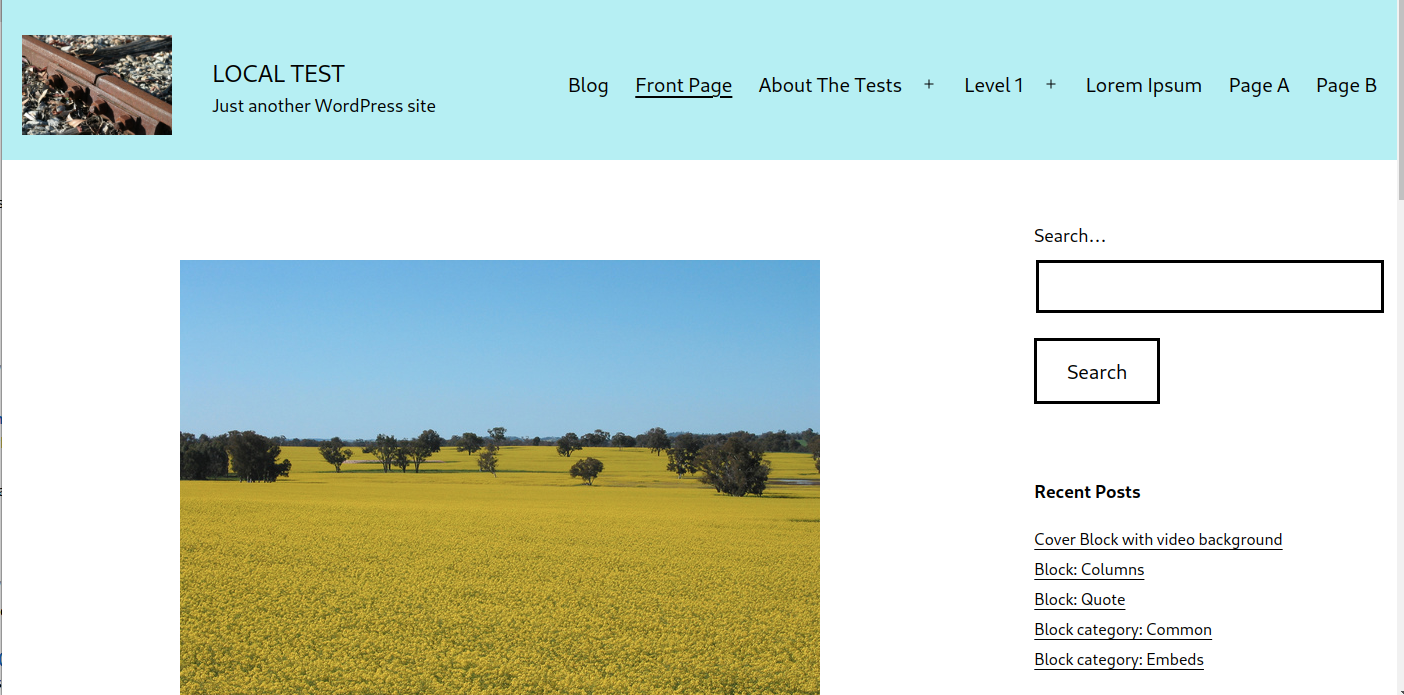 LOCAL TEST
Just another WordPress site
Blog Front Page About The Tests + Level 1 + Lorem Ipsum Page A Page B
Search…
Search
Recent Posts
Cover Block with video background
Block: Columns
Block: Quote
Block category: Common
Block category: Embeds